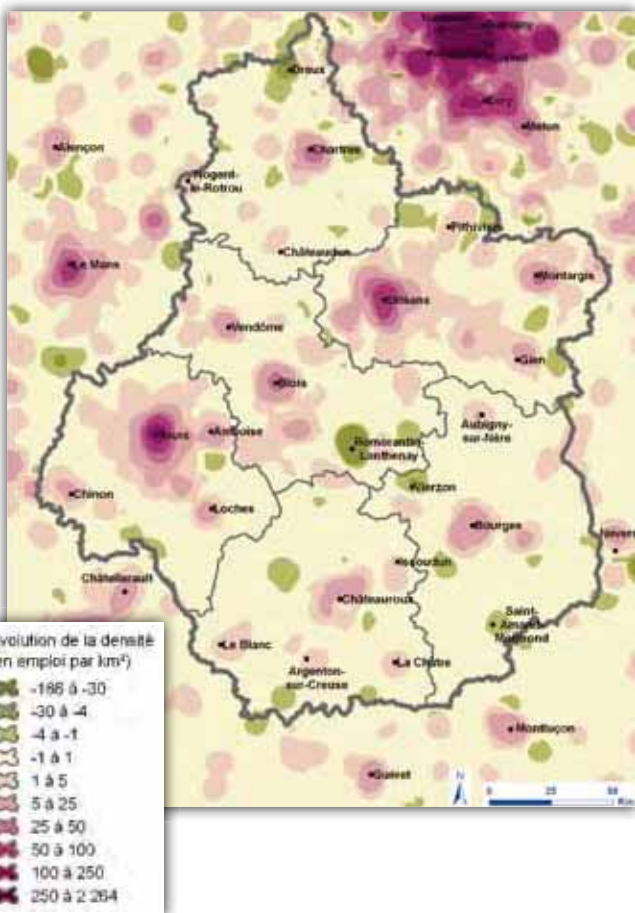 Dreux
Alençon
Chartres
Melun
Nogent-
le-Rotrou
Pithiviers
Châteaudun
Le Mans
Montargis
Orléans
Vendôme
Gien
Blois
Tours
Amboise
Aubigny-
sur-Nère
Romorantin
Lanthenay
Vierzon
Chinon
Loches
Bourges
Nevers
Issoudun
Châtellerault
Châteauroux
Saint-
Amand-
Montrond
Le Blanc
Argenton-
sur-Creuse
La Châtre
Montluçon
Guéret
N
0 25 50
Km
volution de la densité
en emploi par km²)
-166 à -30
-30 à -4
-4 à -1
-1 à 1
1 à 5
5 à 25
25 à 50
50 à 100
100 à 250
250 à 2 264